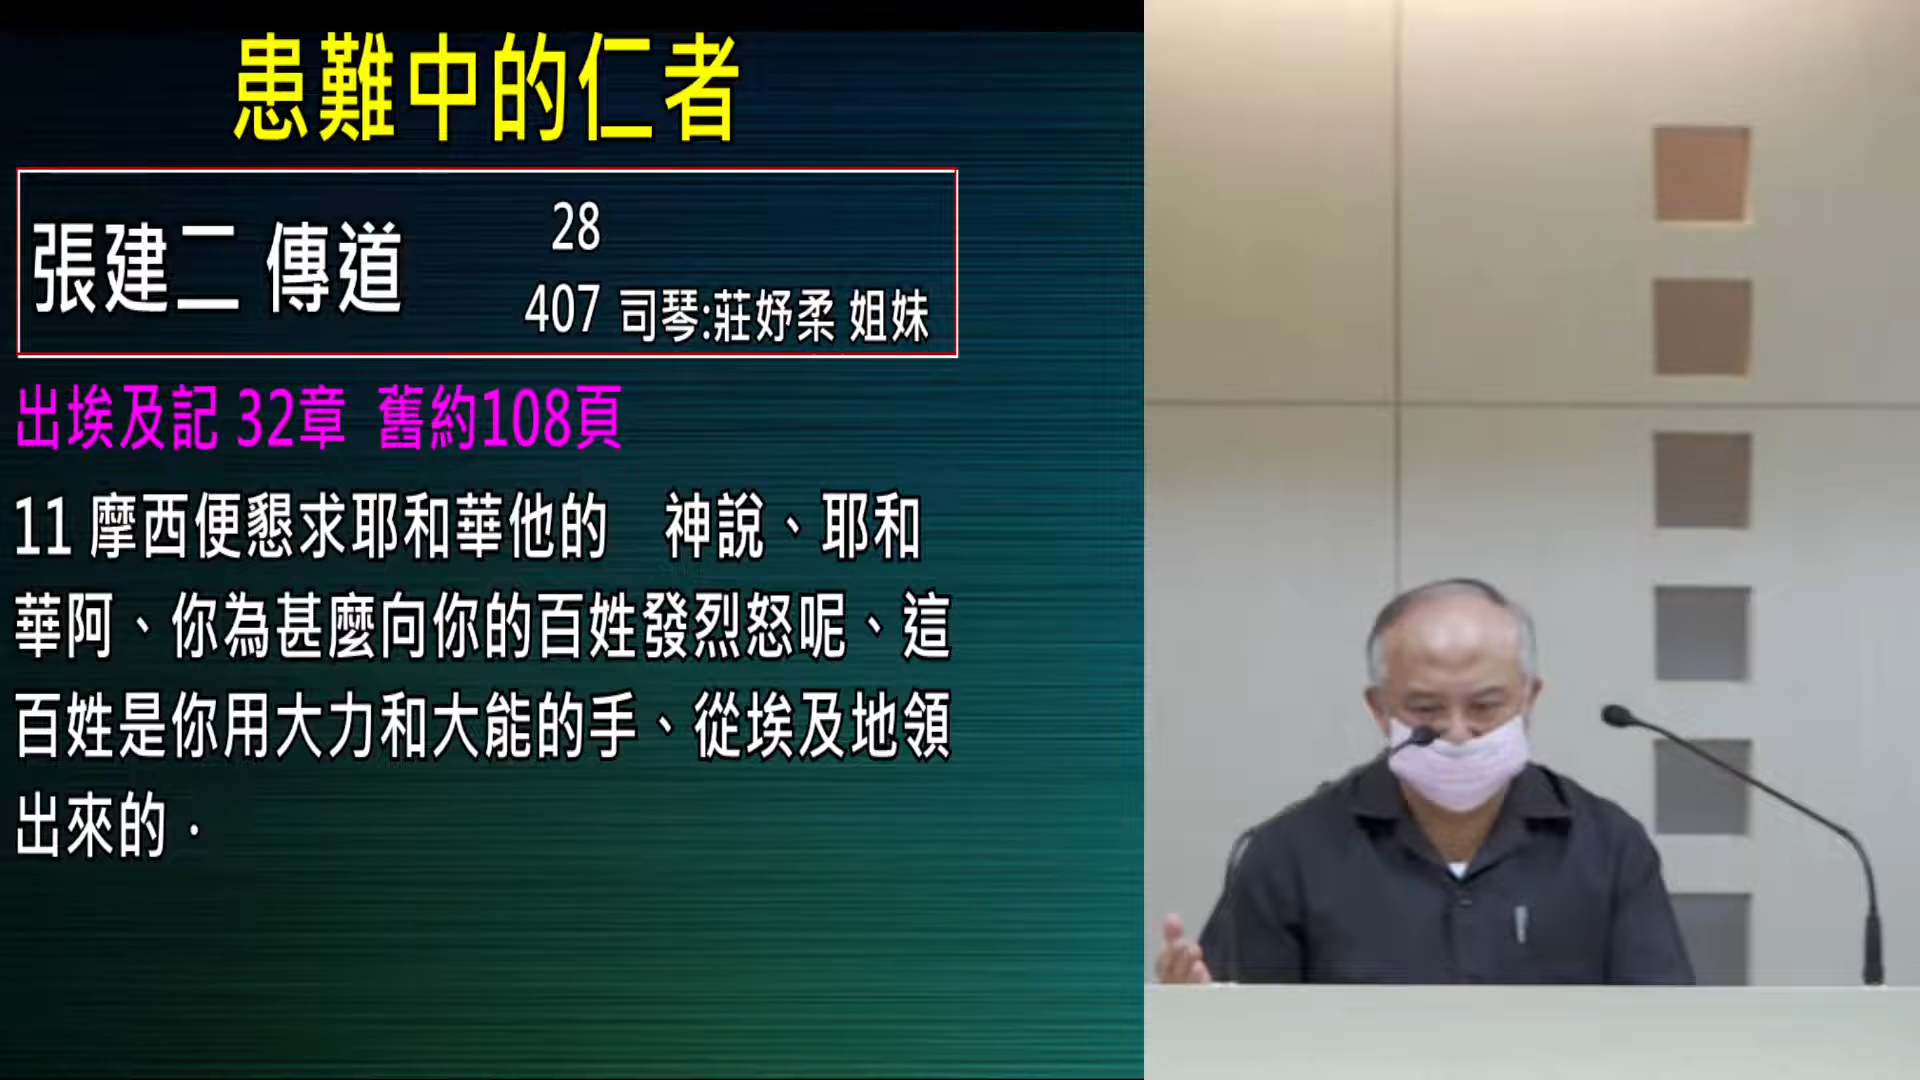 患難中的仁者
張建二 傳道
28
407 司琴:莊妤柔 姐妹
出埃及記 32章 舊約108頁
11 摩西便懇求耶和華他的　神說、耶和
華阿、你為甚麼向你的百姓發烈怒呢、這
百姓是你用大力和大能的手、從埃及地領
出來的．